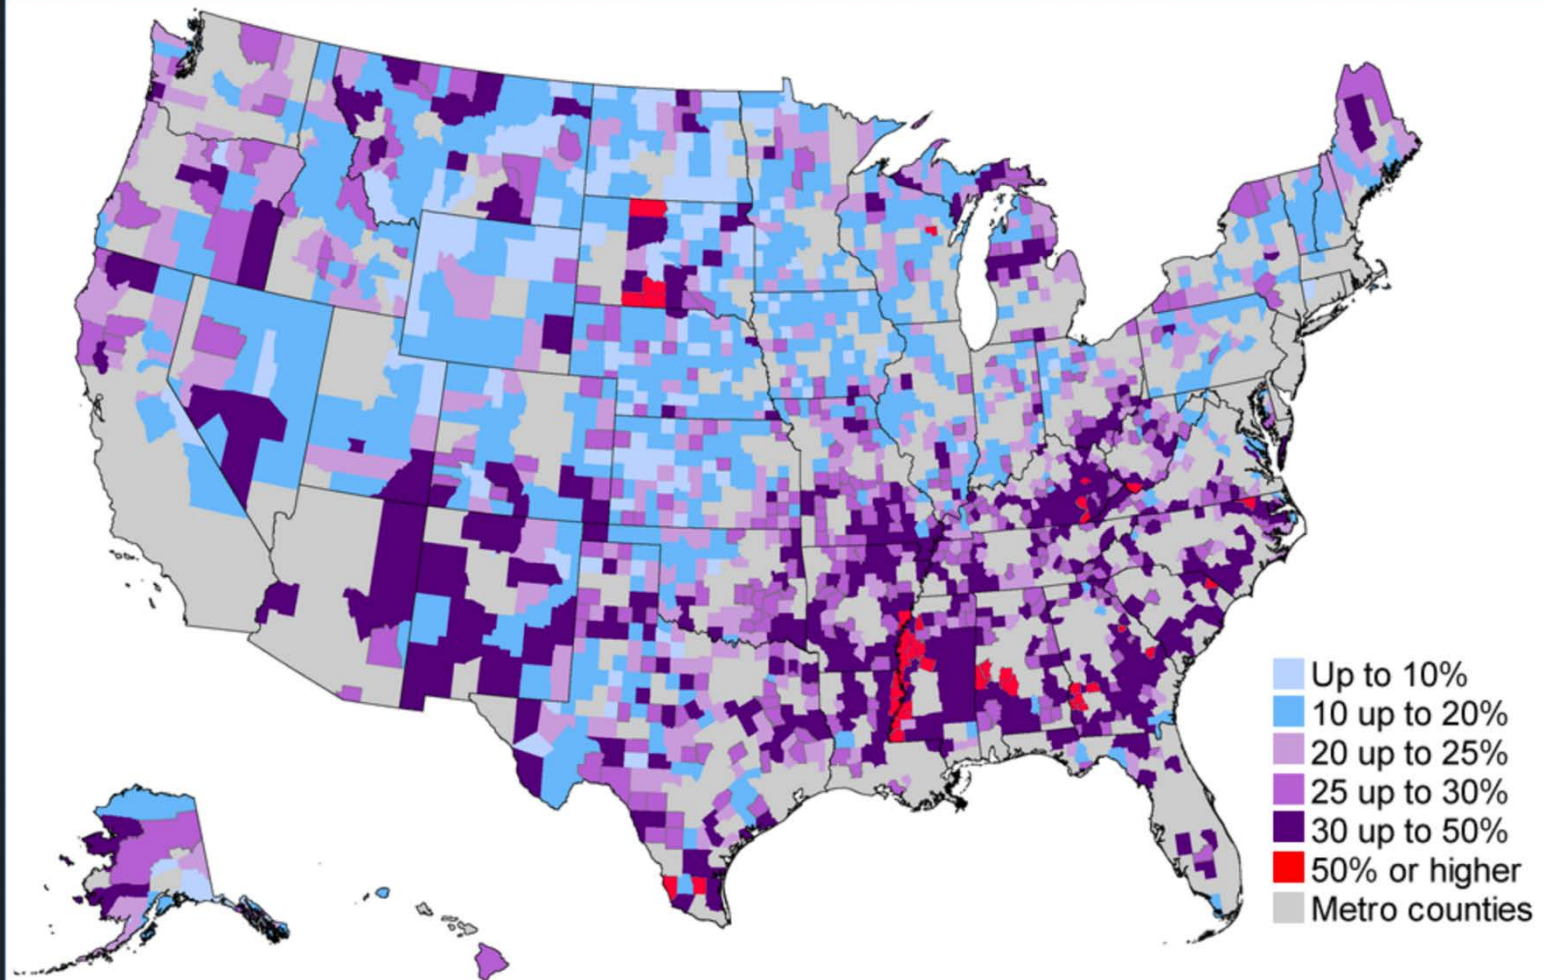 Up to 10%
10 up to 20%
20 up to 25%
25 up to 30%
30 up to 50%
50% or higher
Metro counties